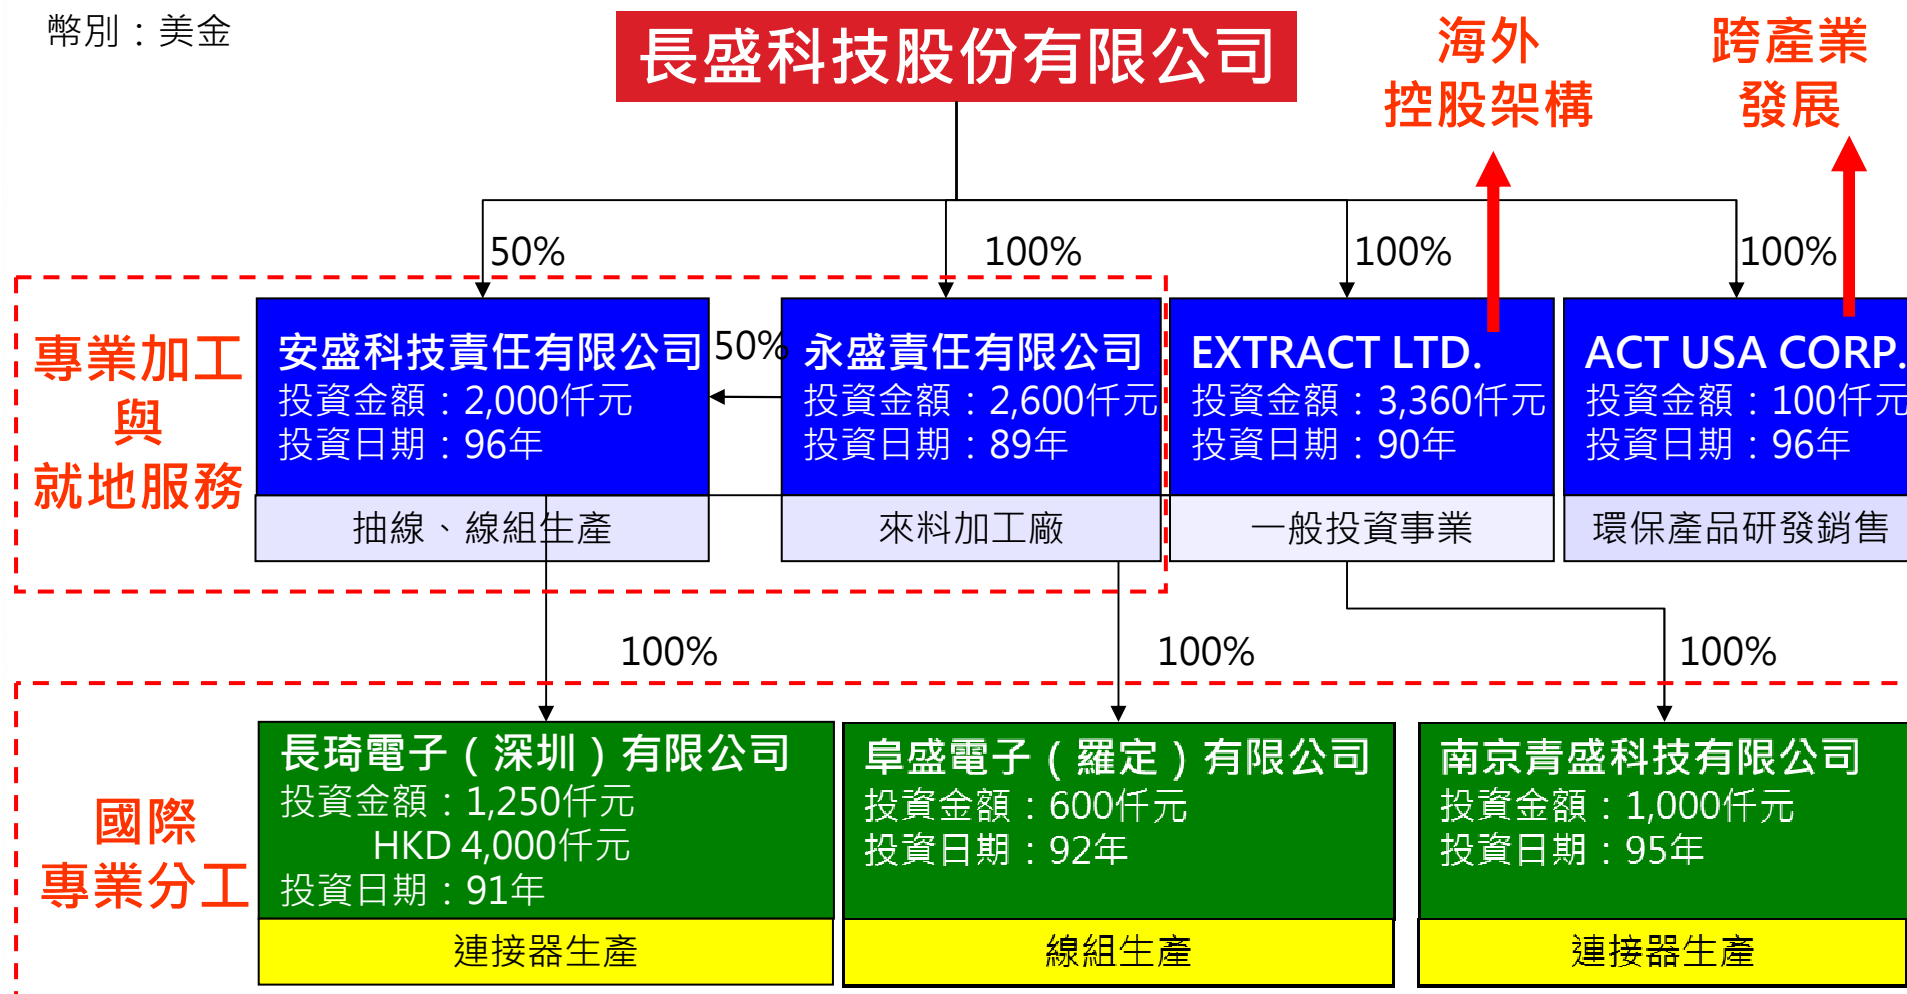 幣別：美金
長盛科技股份有限公司
海外
控股架構
跨產業
發展
50%
100%
100%
100%
專業加工
與
就地服務
安盛科技責任有限公司
投資金額：2,000仟元
投資日期：96年
抽線、線組生產
50%
永盛責任有限公司
投資金額：2,600仟元
投資日期：89年
來料加工廠
EXTRACT LTD.
投資金額：3,360仟元
投資日期：90年
一般投資事業
ACT USA CORP.
投資金額：100仟元
投資日期：96年
環保產品研發銷售
100%
100%
100%
國際
專業分工
長琦電子（深圳）有限公司
投資金額：1,250仟元
HKD 4,000仟元
投資日期：91年
連接器生產
阜盛電子（羅定）有限公司
投資金額：600仟元
投資日期：92年
線組生產
南京青盛科技有限公司
投資金額：1,000仟元
投資日期：95年
連接器生產